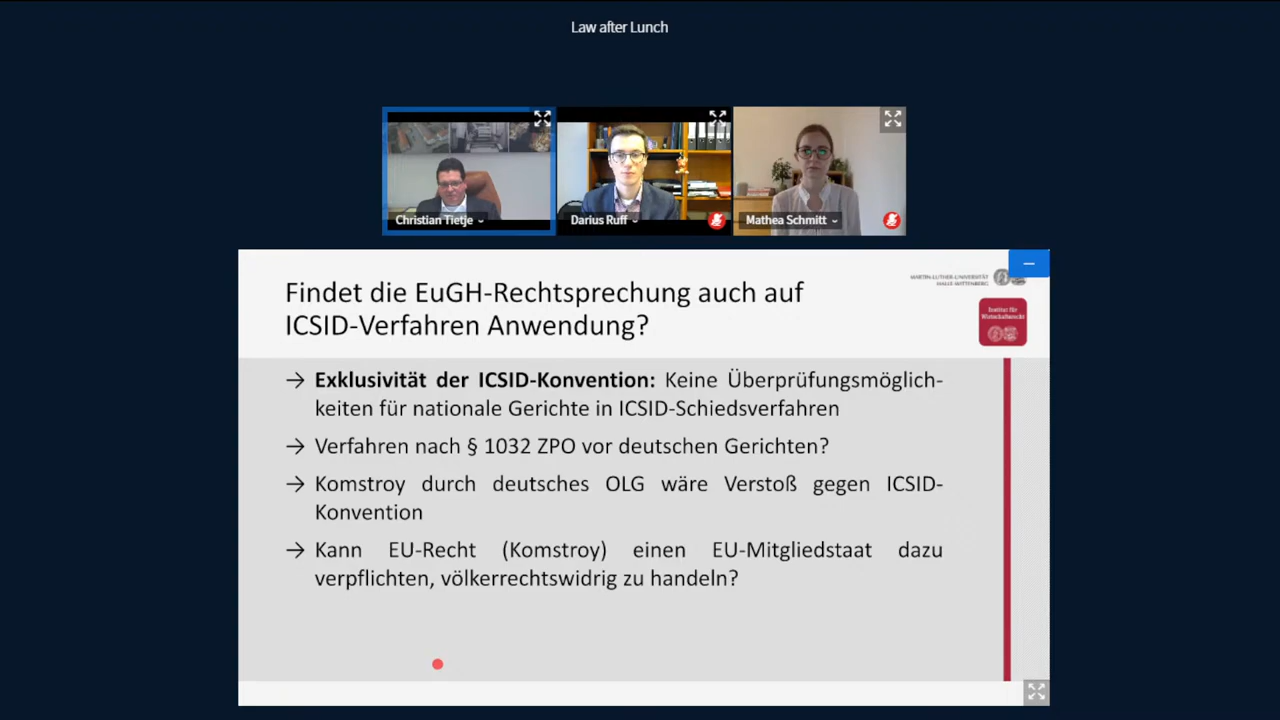 Law after Lunch
Christian Tietje
Darius Ruff
Mathea Schmitt
Findet die EuGH-Rechtsprechung auch auf
ICSID-Verfahren Anwendung?
MARTIN-LUTHER-UNIVERSITÄT
HALLE-WITTENBERG
Institut für
Wirtschaftsrecht
→ Exklusivität der ICSID-Konvention: Keine Überprüfungsmöglich-
keiten für nationale Gerichte in ICSID-Schiedsverfahren
→ Verfahren nach § 1032 ZPO vor deutschen Gerichten?
→ Komstroy durch deutsches OLG wäre Verstoß gegen ICSID-
Konvention
→ Kann EU-Recht (Komstroy) einen EU-Mitgliedstaat dazu
verpflichten, völkerrechtswidrig zu handeln?